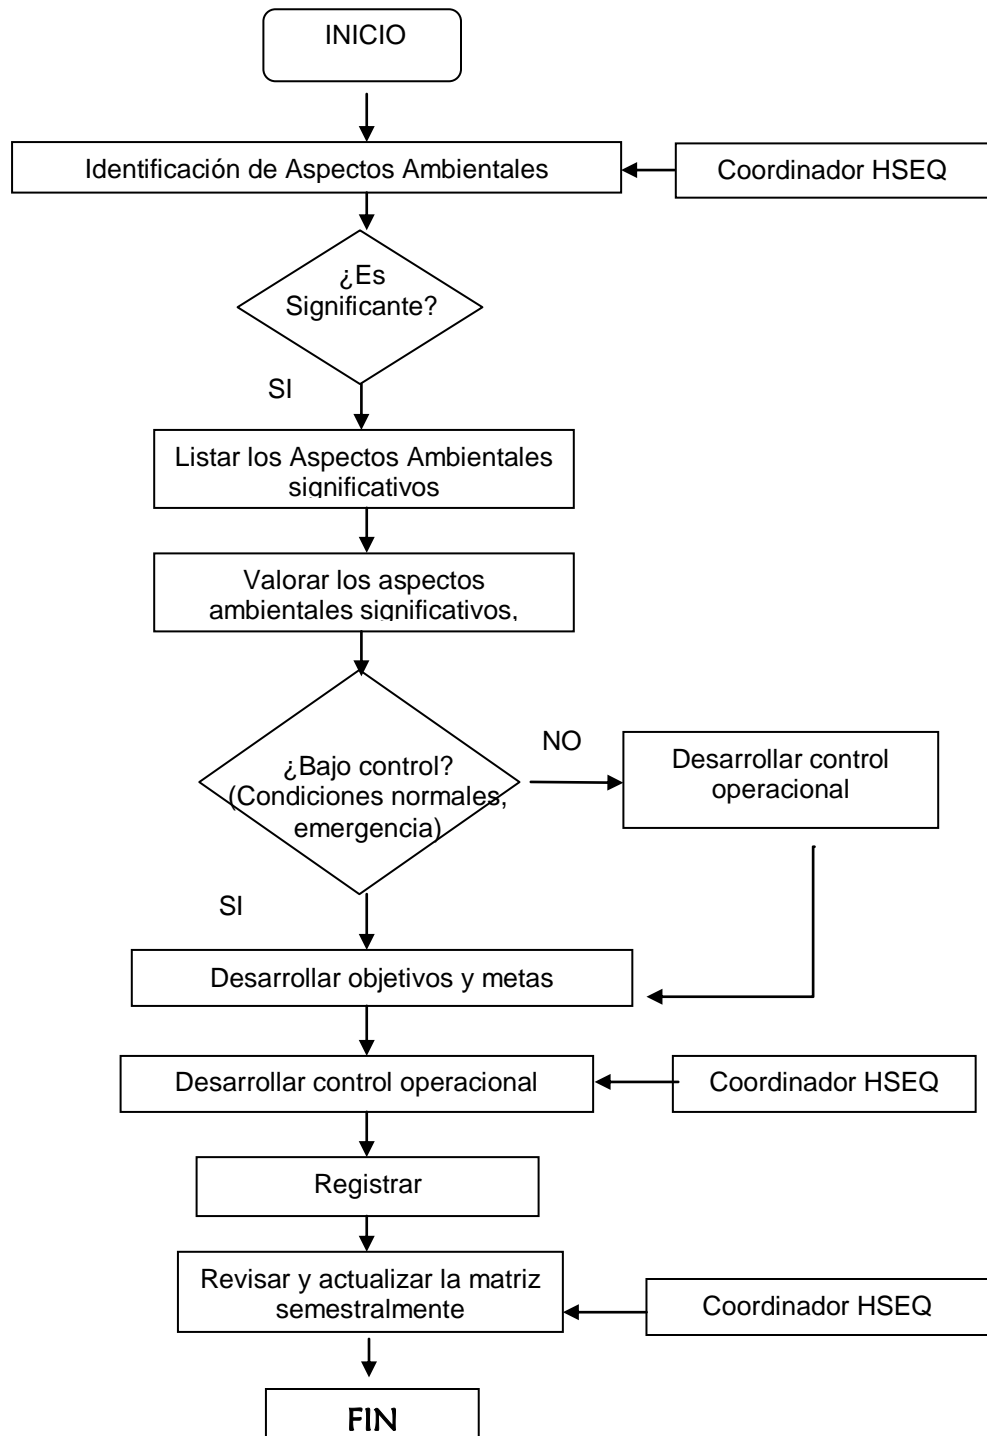 INICIO
Identificación de Aspectos Ambientales
Coordinador HSEQ
¿Es
Significante?
SI
Listar los Aspectos Ambientales
significativos
Valorar los aspectos
ambientales significativos,
¿Bajo control?
(Condiciones normales,
emergencia)
NO
Desarrollar control
operacional
SI
Desarrollar objetivos y metas
Desarrollar control operacional
Coordinador HSEQ
Registrar
Revisar y actualizar la matriz
semestralmente
Coordinador HSEQ
FIN